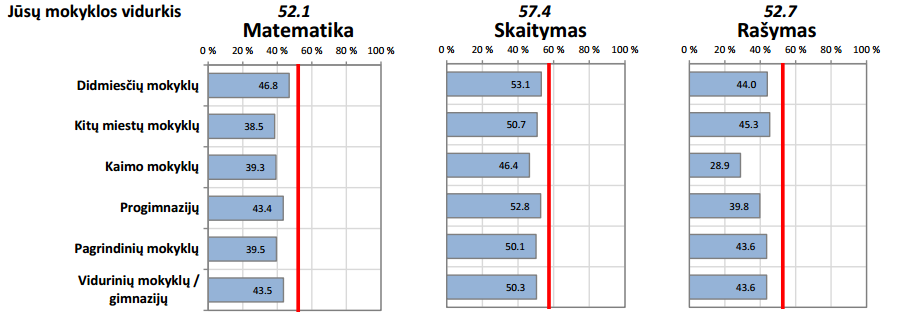 Jūsų mokyklos vidurkis 52.1 57.4 52.7
Matematika Skaitymas Rašymas
0 % 20 % 40 % 60 % 80 % 100 % 0 % 20 % 40 % 60 % 80 % 100 % 0 % 20 % 40 % 60 % 80 % 100 %
Didmiesčių mokyklų 46.8 53.1 44.0
Kitų miestų mokyklų 38.5 50.7 45.3
Kaimo mokyklų 39.3 46.4 28.9
Progimnazijų 43.4 52.8 39.8
Pagrindinių mokyklų 39.5 50.1 43.6
Vidurinių mokyklų /
gimnazijų 43.5 50.3 43.6